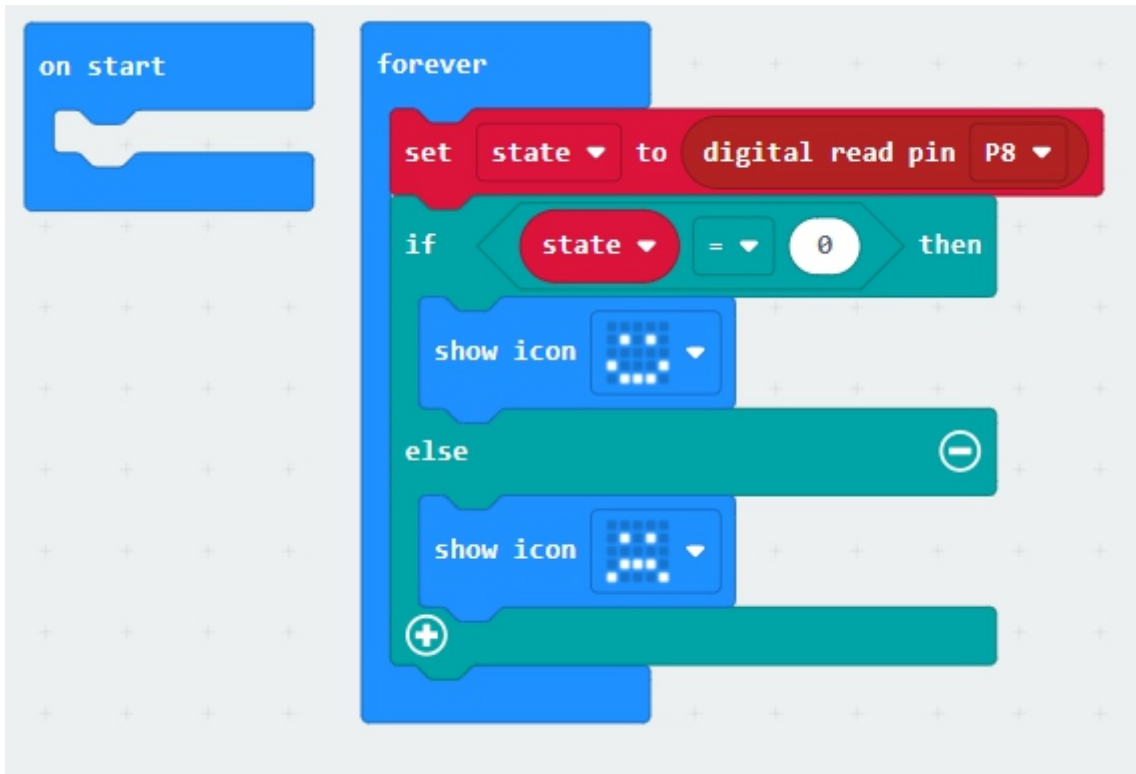 on start
forever
set state to digital read pin P8
if state = 0 then
show icon
else
show icon